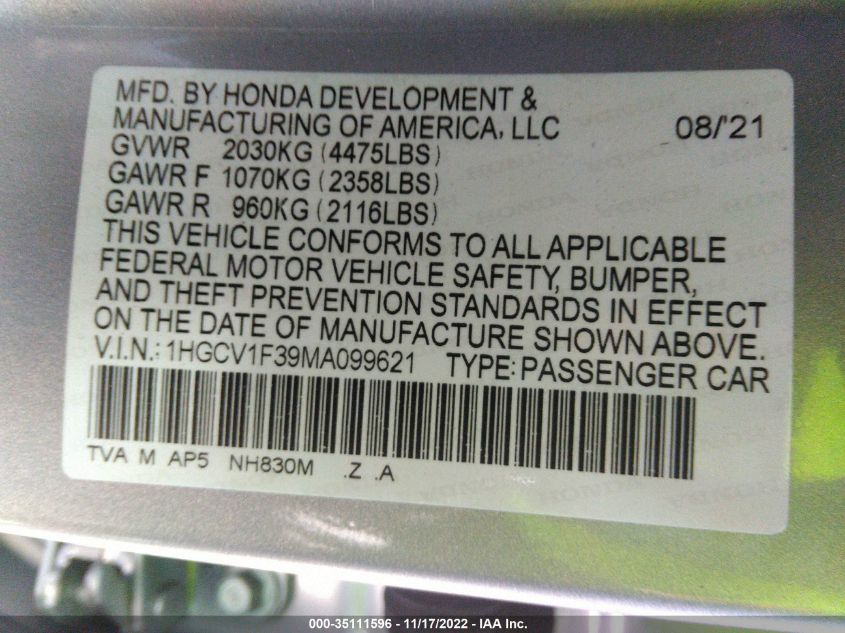 MFD. BY HONDA DEVELOPMENT &
MANUFACTURING OF AMERICA, LLC 08/'21
GVWR 2030KG (4475LBS)
GAWR F 1070KG (2358LBS)
GAWR R 960KG (2116LBS)
THIS VEHICLE CONFORMS TO ALL APPLICABLE
FEDERAL MOTOR VEHICLE SAFETY, BUMPER,
AND THEFT PREVENTION STANDARDS IN EFFECT
ON THE DATE OF MANUFACTURE SHOWN ABOVE.
V.I.N.: 1HGCV1F39MA099621 TYPE: PASSENGER CAR
TVA M AP5 NH830M .Z .A
000-35111596 - 11/17/2022 - IAA Inc.